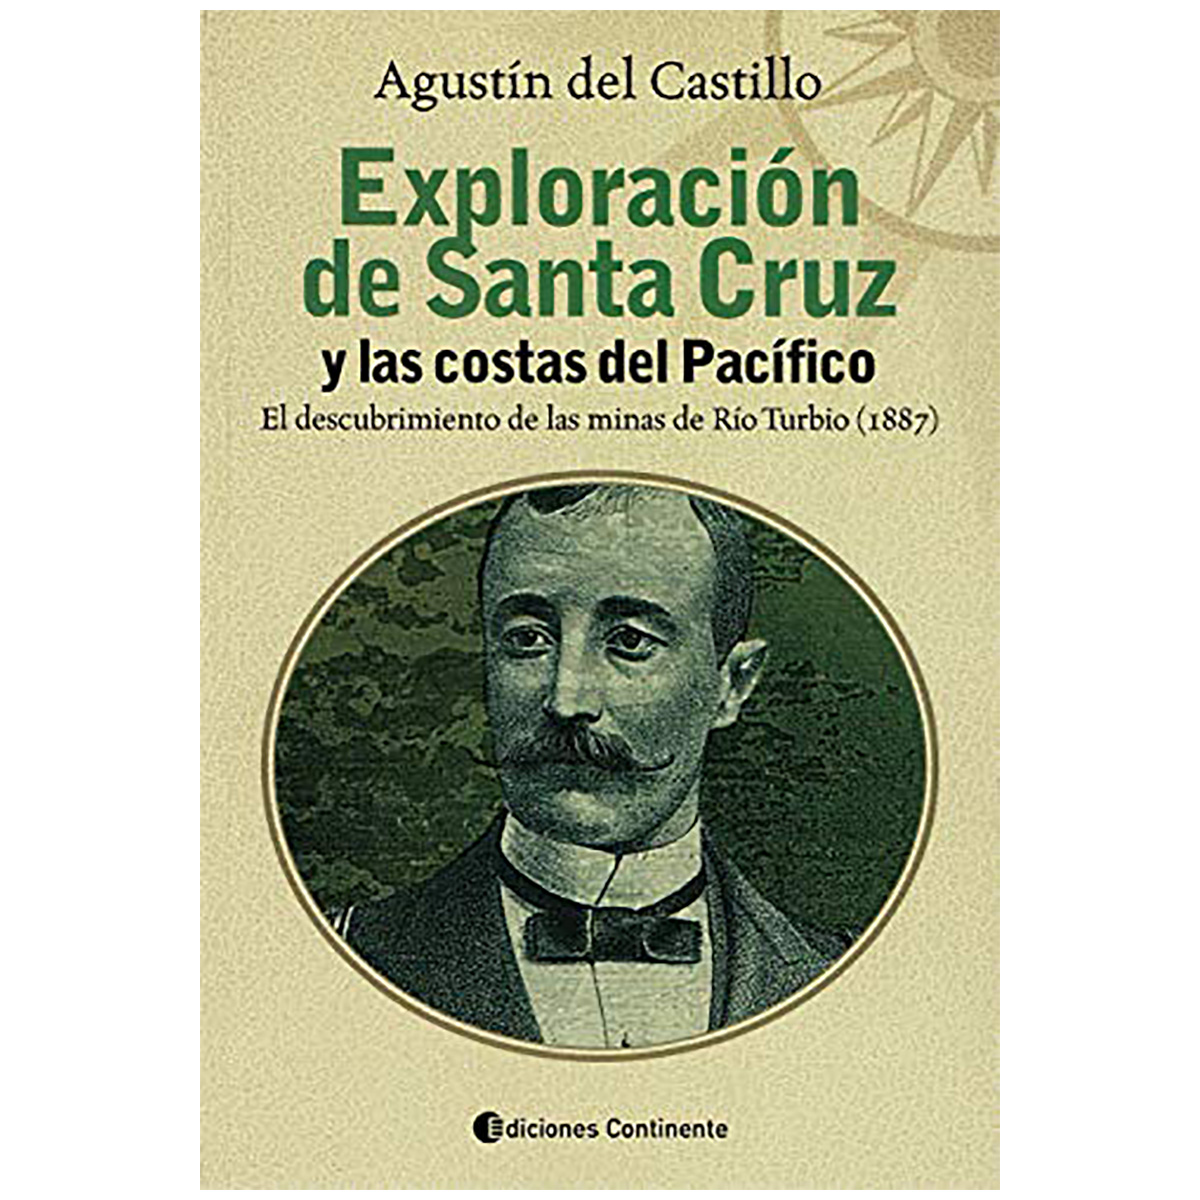 Agustín del Castillo
Exploración
de Santa Cruz
y las costas del Pacífico
El descubrimiento de las minas de Río Turbio (1887)
Ediciones Continente